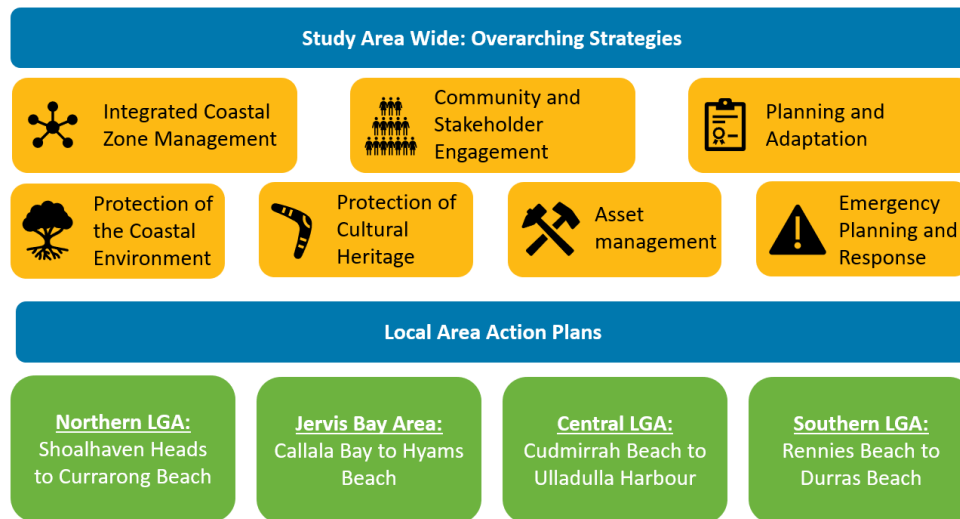 Study Area Wide: Overarching Strategies
Integrated Coastal
Zone Management
Community and
Stakeholder
Engagement
Planning and
Adaptation
Protection of
the Coastal
Environment
Protection of
Cultural
Heritage
Asset
management
Emergency
Planning and
Response
Local Area Action Plans
Northern LGA:
Shoalhaven Heads
to Currarong Beach
Jervis Bay Area:
Callala Bay to Hyams
Beach
Central LGA:
Cudmirrah Beach to
Ulladulla Harbour
Southern LGA:
Rennies Beach to
Durras Beach